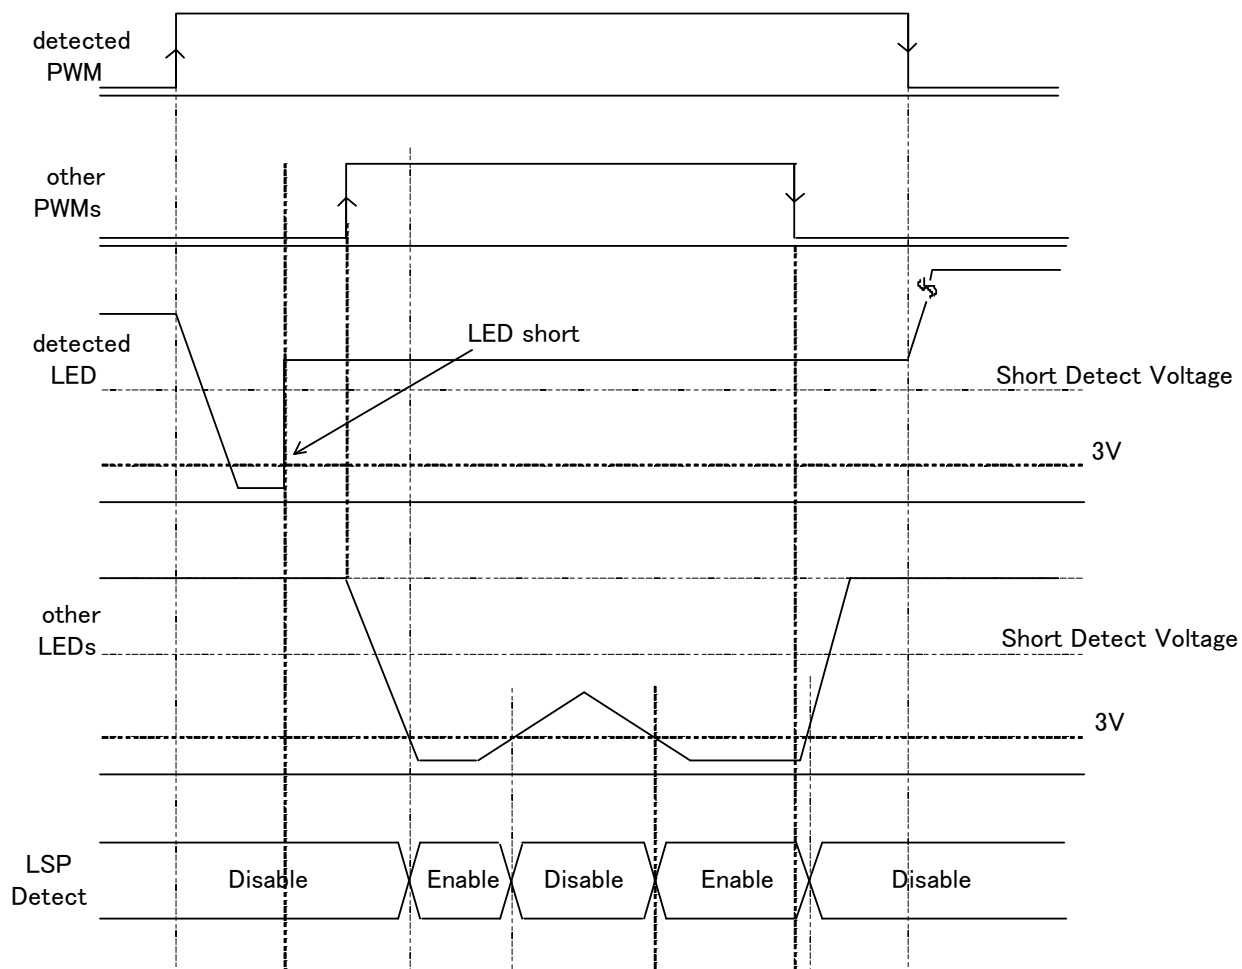 detected
PWM
other
PWMs
LED short
detected
LED
Short Detect Voltage
3V
other
LEDs
Short Detect Voltage
3V
LSP
Detect
Disable
Enable
Disable
Enable
Disable